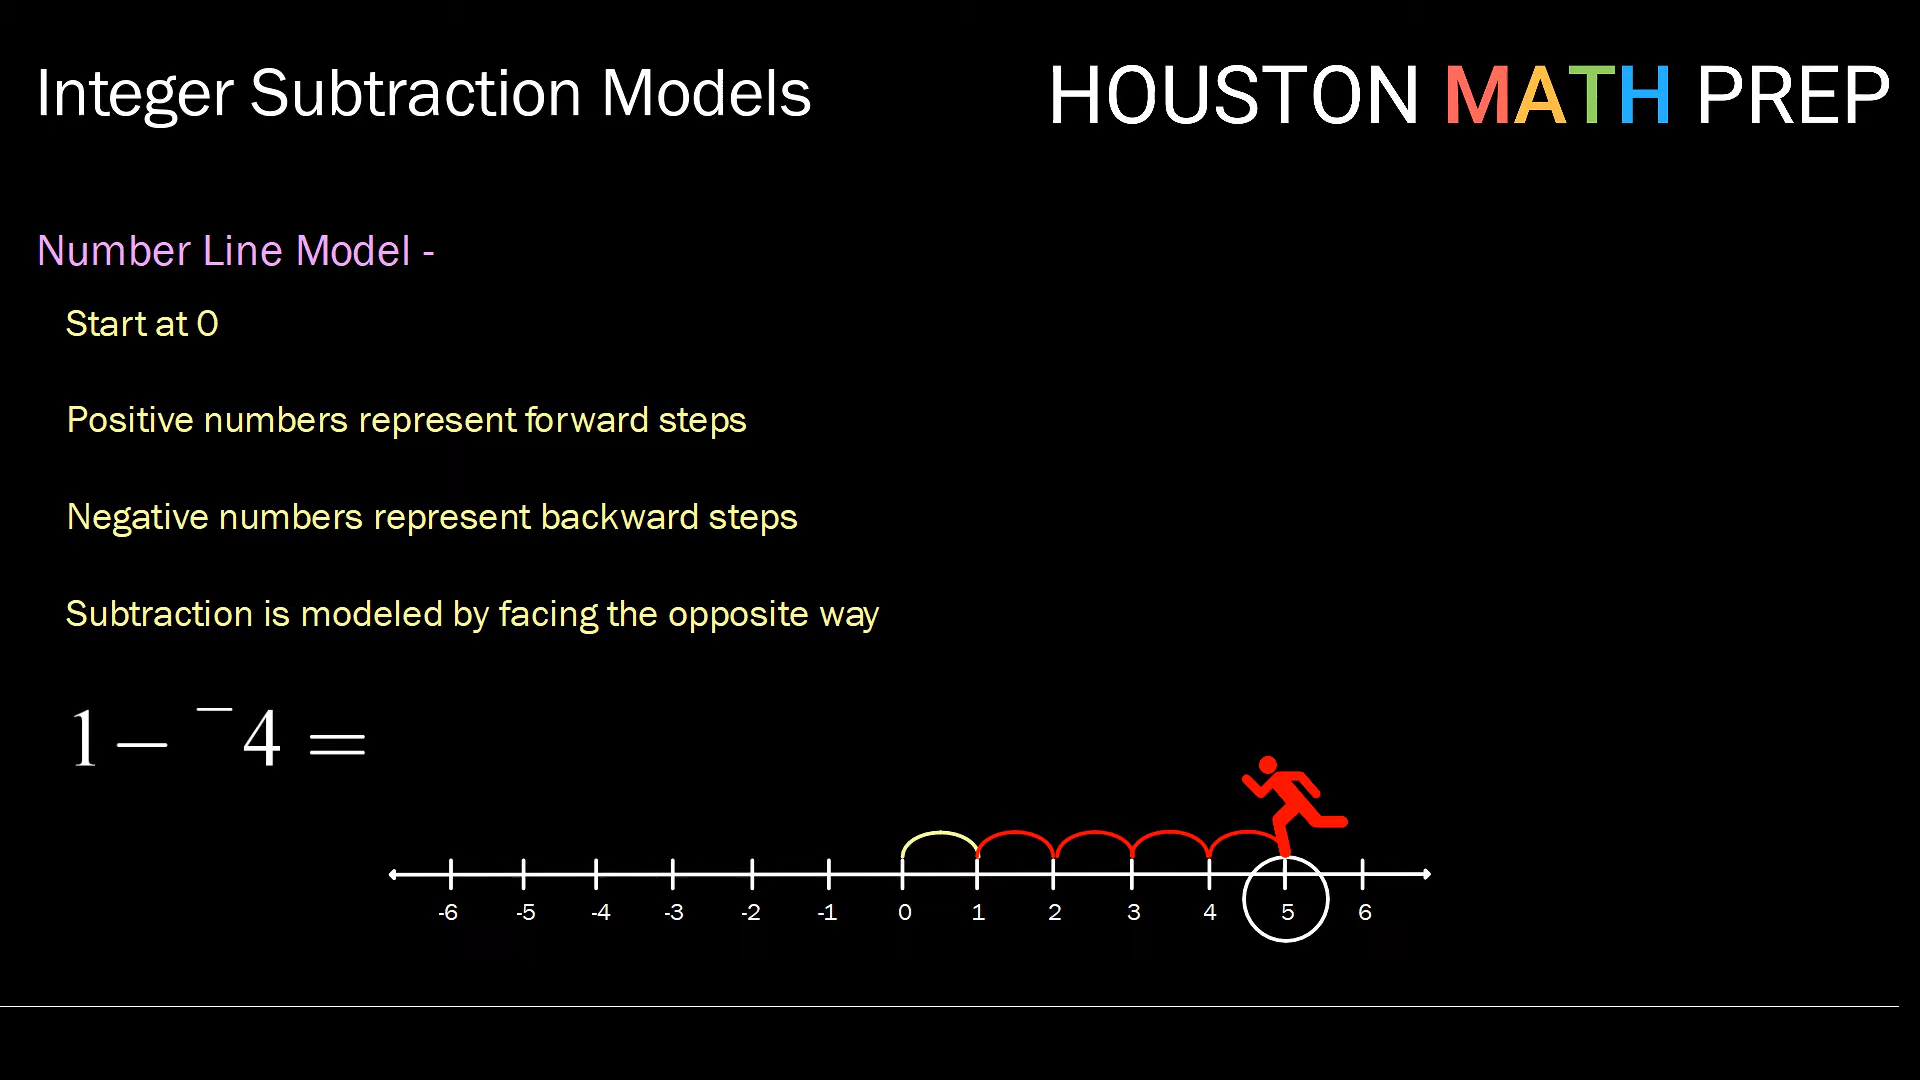 Integer Subtraction Models
HOUSTON MATH PREP
Number Line Model -
Start at 0
Positive numbers represent forward steps
Negative numbers represent backward steps
Subtraction is modeled by facing the opposite way
1 − ⁻4 =
-6 -5 -4 -3 -2 -1 0 1 2 3 4 5 6